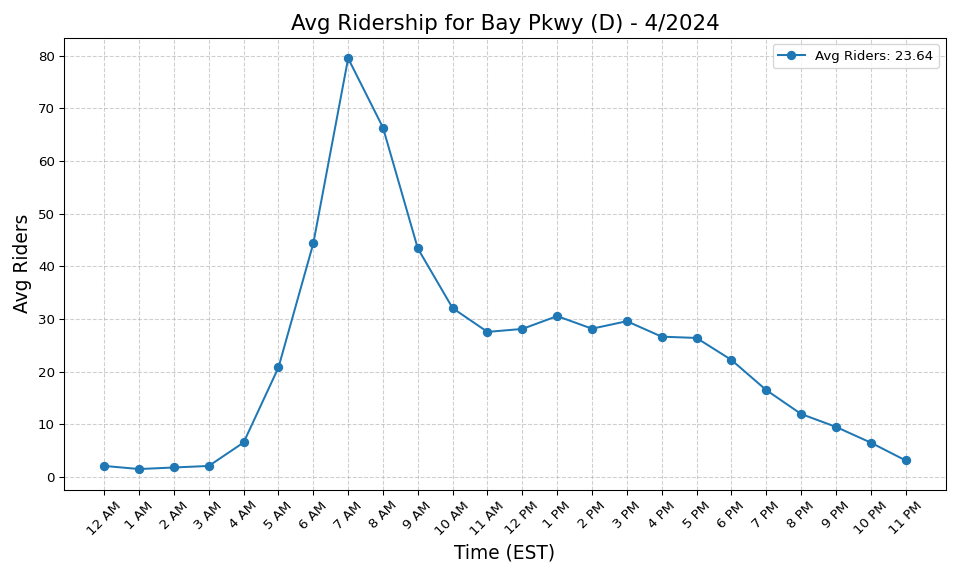 Avg Ridership for Bay Pkwy (D) - 4/2024
Avg Riders: 23.64
Avg Riders
80
70
60
50
40
30
20
10
0
12 AM
1 AM
2 AM
3 AM
4 AM
5 AM
6 AM
7 AM
8 AM
9 AM
10 AM
11 AM
12 PM
1 PM
2 PM
3 PM
4 PM
5 PM
6 PM
7 PM
8 PM
9 PM
10 PM
11 PM
Time (EST)